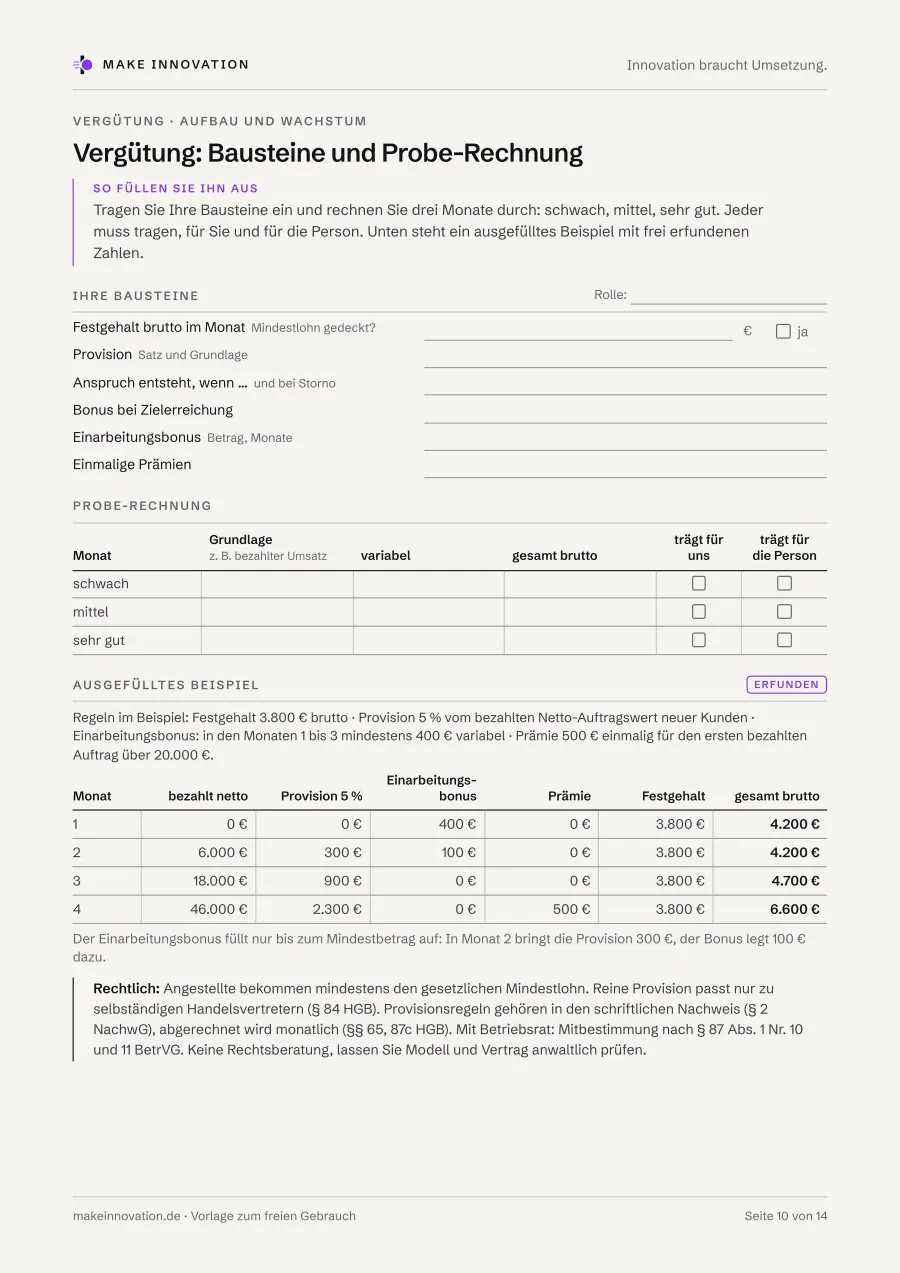 MAKE INNOVATION
Innovation braucht Umsetzung.
VERGÜTUNG · AUFBAU UND WACHSTUM
Vergütung: Bausteine und Probe-Rechnung
SO FÜLLEN SIE IHN AUS
Tragen Sie Ihre Bausteine ein und rechnen Sie drei Monate durch: schwach, mittel, sehr gut. Jeder
muss tragen, für Sie und für die Person. Unten steht ein ausgefülltes Beispiel mit frei erfundenen
Zahlen.
IHRE BAUSTEINE Rolle:
Festgehalt brutto im Monat Mindestlohn gedeckt? € ja
Provision Satz und Grundlage
Anspruch entsteht, wenn … und bei Storno
Bonus bei Zielerreichung
Einarbeitungsbonus Betrag, Monate
Einmalige Prämien
PROBE-RECHNUNG
Grundlage trägt für trägt für
Monat z. B. bezahlter Umsatz variabel gesamt brutto uns die Person
schwach
mittel
sehr gut
AUSGEFÜLLTES BEISPIEL ERFUNDEN
Regeln im Beispiel: Festgehalt 3.800 € brutto · Provision 5 % vom bezahlten Netto-Auftragswert neuer Kunden ·
Einarbeitungsbonus: in den Monaten 1 bis 3 mindestens 400 € variabel · Prämie 500 € einmalig für den ersten bezahlten
Auftrag über 20.000 €.
Einarbeitungs-
Monat bezahlt netto Provision 5 % bonus Prämie Festgehalt gesamt brutto
1 0 € 0 € 400 € 0 € 3.800 € 4.200 €
2 6.000 € 300 € 100 € 0 € 3.800 € 4.200 €
3 18.000 € 900 € 0 € 0 € 3.800 € 4.700 €
4 46.000 € 2.300 € 0 € 500 € 3.800 € 6.600 €
Der Einarbeitungsbonus füllt nur bis zum Mindestbetrag auf: In Monat 2 bringt die Provision 300 €, der Bonus legt 100 €
dazu.
Rechtlich: Angestellte bekommen mindestens den gesetzlichen Mindestlohn. Reine Provision passt nur zu
selbständigen Handelsvertretern (§ 84 HGB). Provisionsregeln gehören in den schriftlichen Nachweis (§ 2
NachwG), abgerechnet wird monatlich (§§ 65, 87c HGB). Mit Betriebsrat: Mitbestimmung nach § 87 Abs. 1 Nr. 10
und 11 BetrVG. Keine Rechtsberatung, lassen Sie Modell und Vertrag anwaltlich prüfen.
makeinnovation.de · Vorlage zum freien Gebrauch
Seite 10 von 14